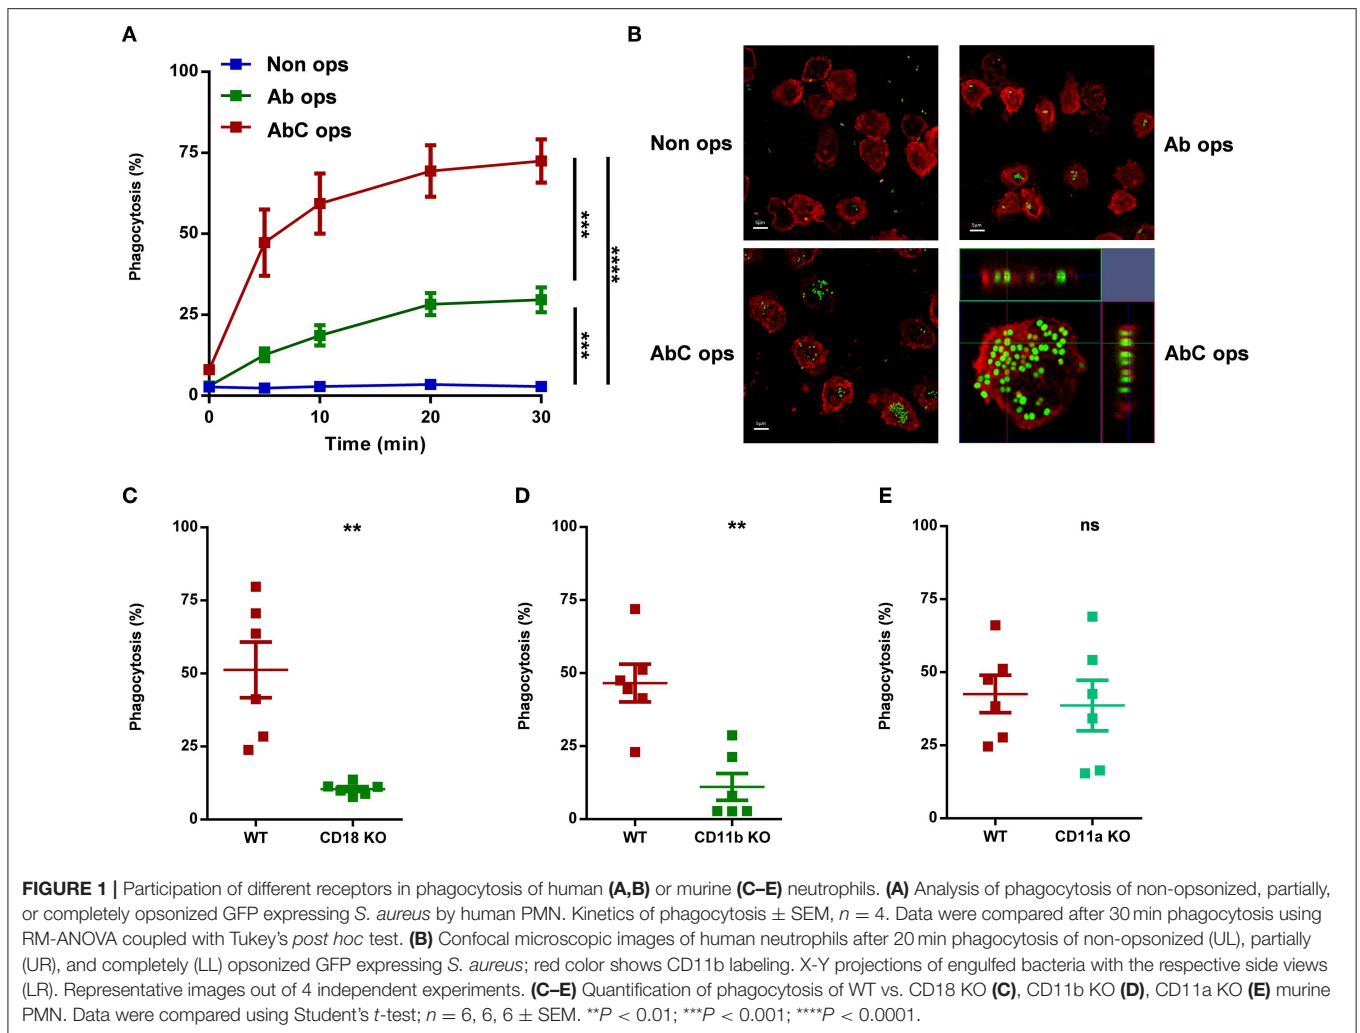 A
100
75
50
25
0
Phagocytosis (%)
Non ops
Ab ops
AbC ops
***
***
****
0 10 20 30
Time (min)
B
Non ops
Ab ops
AbC ops
AbC ops
5µm
5µm
5µm
C
100
75
50
25
0
Phagocytosis (%)
**
WT CD18 KO
D
100
75
50
25
0
Phagocytosis (%)
**
WT CD11b KO
E
100
75
50
25
0
Phagocytosis (%)
ns
WT CD11a KO
FIGURE 1 | Participation of different receptors in phagocytosis of human (A,B) or murine (C–E) neutrophils. (A) Analysis of phagocytosis of non-opsonized, partially,
or completely opsonized GFP expressing S. aureus by human PMN. Kinetics of phagocytosis ± SEM, n = 4. Data were compared after 30 min phagocytosis using
RM-ANOVA coupled with Tukey's post hoc test. (B) Confocal microscopic images of human neutrophils after 20 min phagocytosis of non-opsonized (UL), partially
(UR), and completely (LL) opsonized GFP expressing S. aureus; red color shows CD11b labeling. X-Y projections of engulfed bacteria with the respective side views
(LR). Representative images out of 4 independent experiments. (C–E) Quantification of phagocytosis of WT vs. CD18 KO (C), CD11b KO (D), CD11a KO (E) murine
PMN. Data were compared using Student's t-test; n = 6, 6, 6 ± SEM. **P < 0.01; ***P < 0.001; ****P < 0.0001.